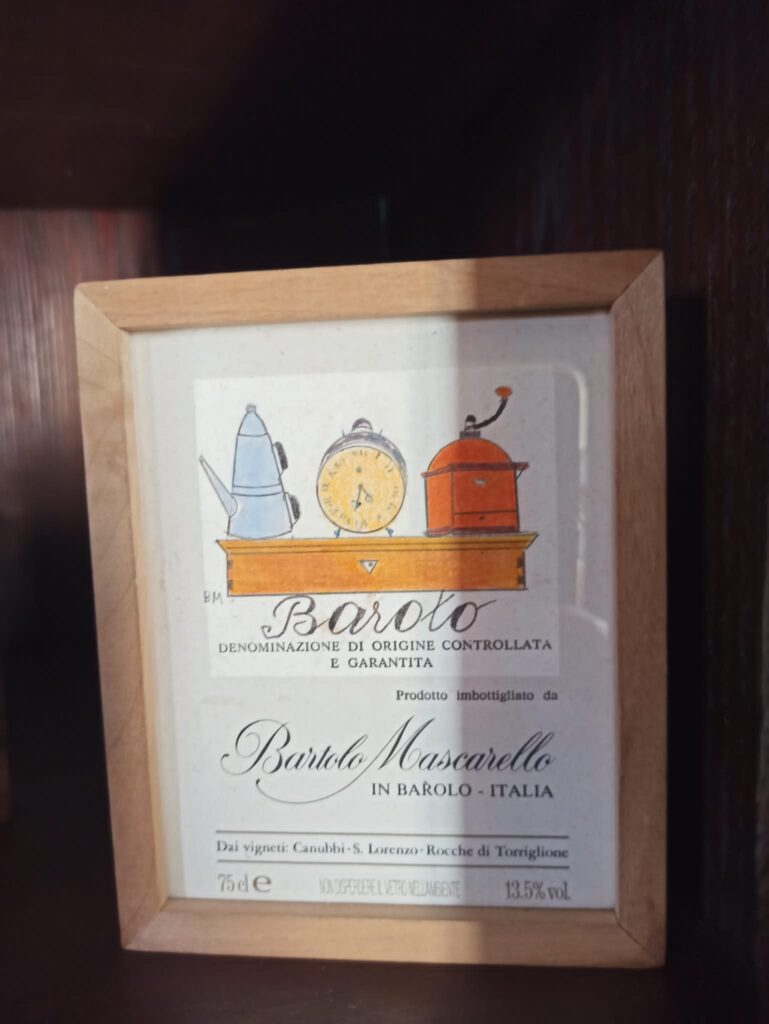 BM
Barolo
DENOMINAZIONE DI ORIGINE CONTROLLATA
E GARANTITA
Prodotto imbottigliato da
Bartolo Mascarello
IN BAROLO - ITALIA
Dai vigneti: Canubbi - S. Lorenzo - Rocche di Torriglione
75 cl e NON DISPERDERE IL VETRO NELL'AMBIENTE 13.5% vol.